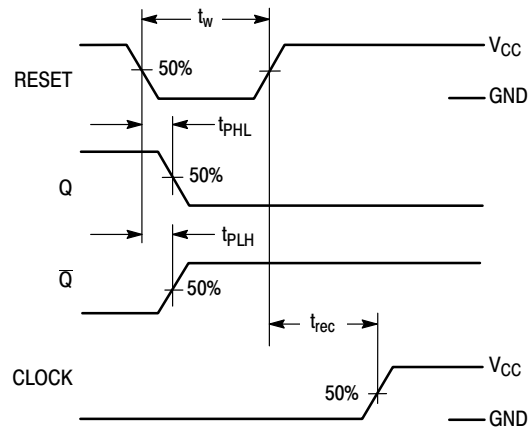 t_w
V_CC
50%
RESET
GND
t_PHL
50%
Q
t_PLH
50%
Q̅
t_rec
V_CC
CLOCK
50%
GND